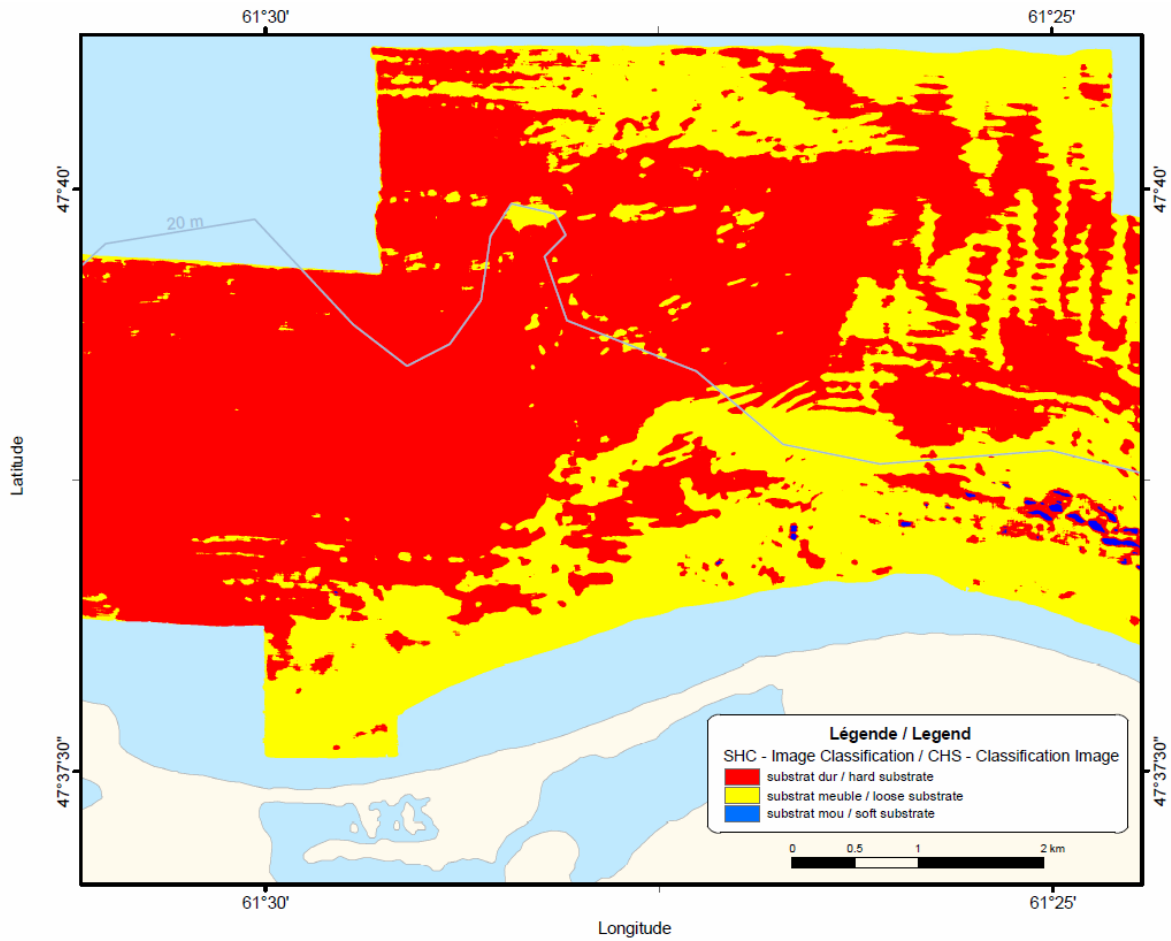 61°30' 61°25'
47°40' 47°40'
20 m
Latitude
Légende / Legend
SHC - Image Classification / CHS - Classification Image
substrat dur / hard substrate
substrat meuble / loose substrate
substrat mou / soft substrate
47°37'30" 47°37'30"
0 0.5 1 2 km
61°30' 61°25'
Longitude